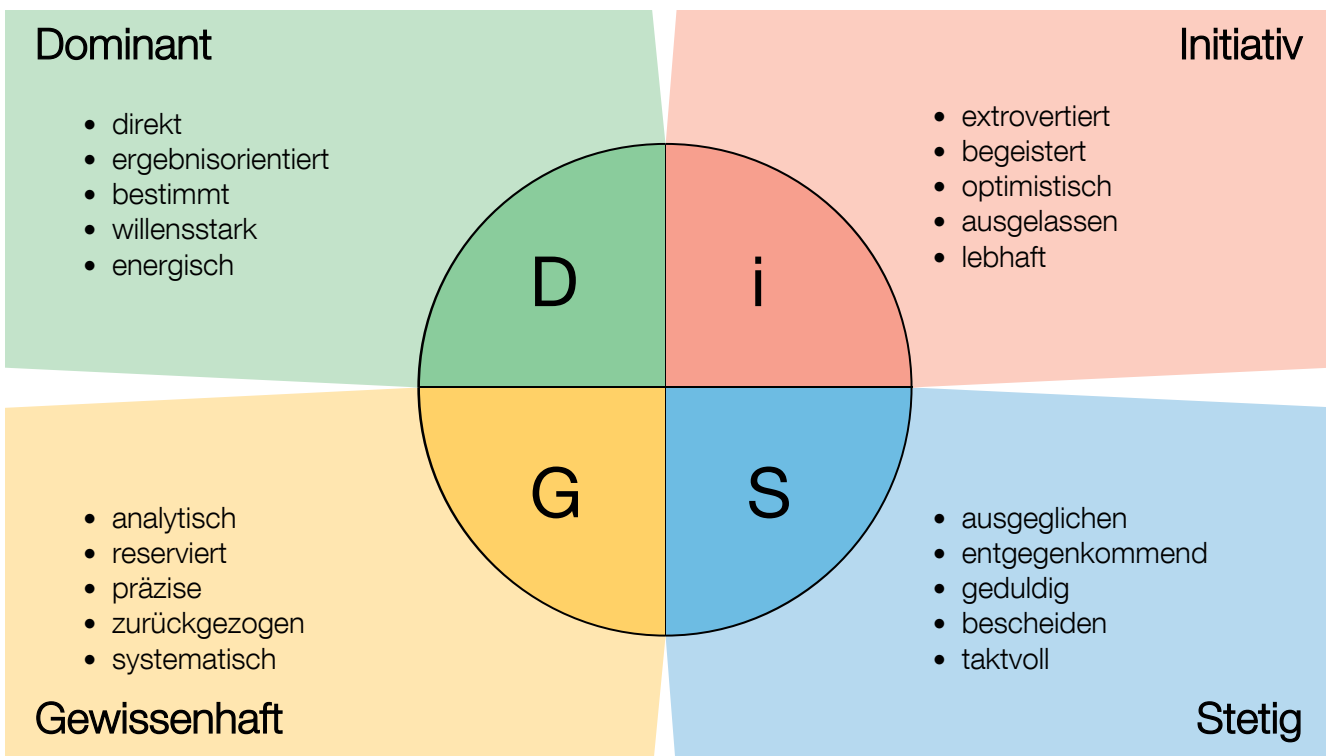 Dominant
• direkt
• ergebnisorientiert
• bestimmt
• willensstark
• energisch
Initiativ
• extrovertiert
• begeistert
• optimistisch
• ausgelassen
• lebhaft
D
i
G
S
• analytisch
• reserviert
• präzise
• zurückgezogen
• systematisch
Gewissenhaft
• ausgeglichen
• entgegenkommend
• geduldig
• bescheiden
• taktvoll
Stetig